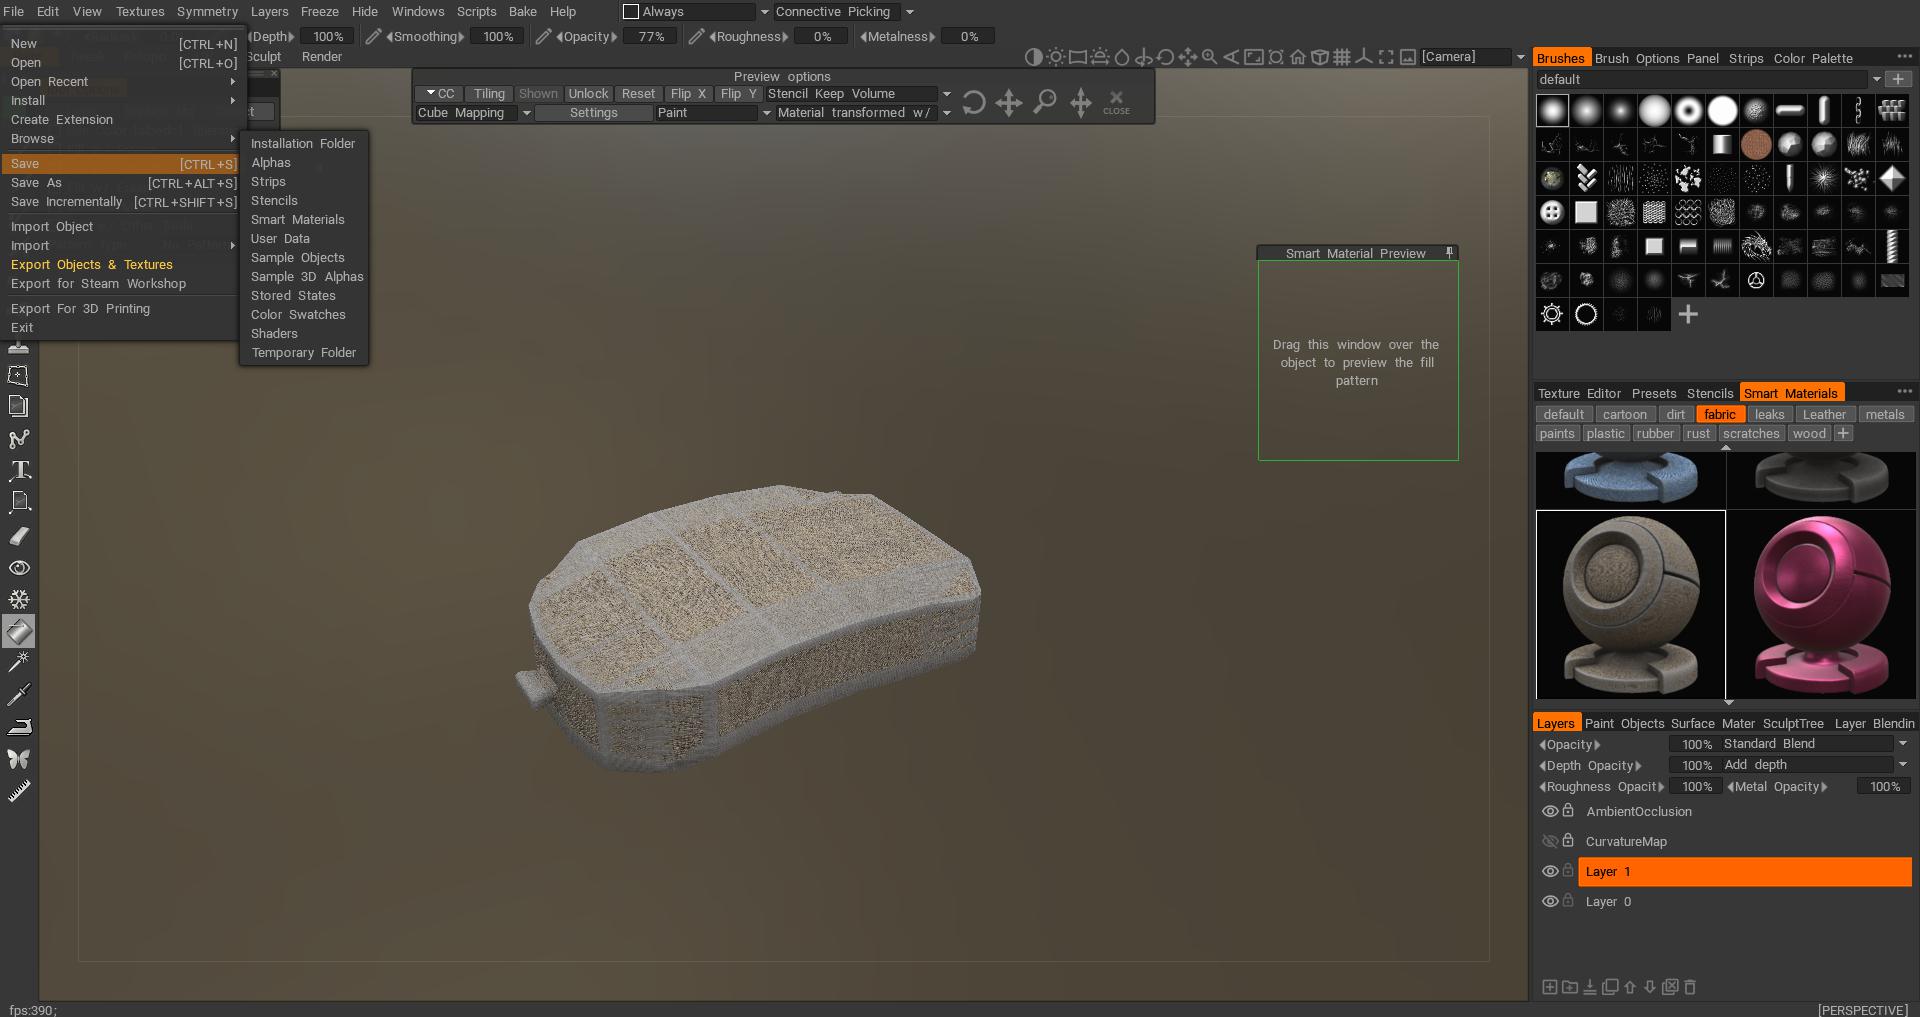 File Edit View Textures Symmetry Layers Freeze Hide Windows Scripts Bake Help Always Connective Picking
Depth 100% Smoothing 100% Opacity 77% Roughness 0% Metalness 0%
Sculpt Render [Camera]
New [CTRL+N]
Open [CTRL+O]
Open Recent
Install
Create Extension
Browse
Save [CTRL+S]
Save As [CTRL+ALT+S]
Save Incrementally [CTRL+SHIFT+S]
Import Object
Import
Export Objects & Textures
Export for Steam Workshop
Export For 3D Printing
Exit
Installation Folder
Alphas
Strips
Stencils
Smart Materials
User Data
Sample Objects
Sample 3D Alphas
Stored States
Color Swatches
Shaders
Temporary Folder
Preview options
CC Tiling Shown Unlock Reset Flip X Flip Y Stencil Keep Volume
Cube Mapping Settings Paint Material transformed w/
CLOSE
Smart Material Preview
Drag this window over the
object to preview the fill
pattern
Brushes Brush Options Panel Strips Color Palette
default
Texture Editor Presets Stencils Smart Materials
default cartoon dirt fabric leaks Leather metals
paints plastic rubber rust scratches wood
Layers Paint Objects Surface Mater SculptTree Layer Blendin
Opacity 100% Standard Blend
Depth Opacity 100% Add depth
Roughness Opacit 100% Metal Opacity 100%
AmbientOcclusion
CurvatureMap
Layer 1
Layer 0
fps:390; [PERSPECTIVE]